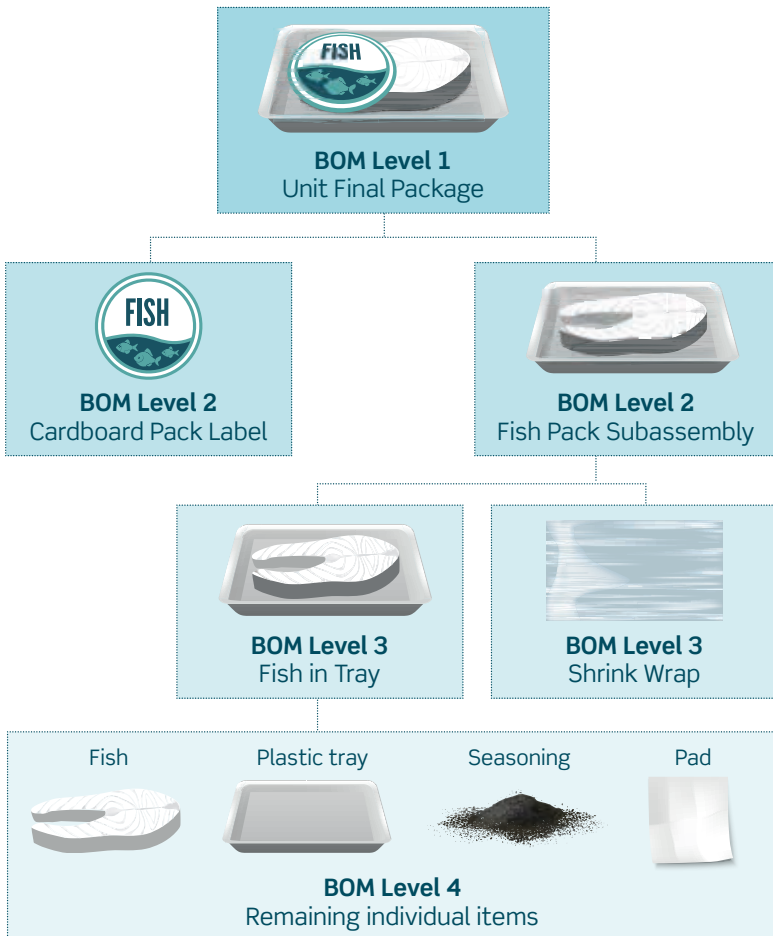 FISH
BOM Level 1
Unit Final Package
FISH
BOM Level 2
Cardboard Pack Label
BOM Level 2
Fish Pack Subassembly
BOM Level 3
Fish in Tray
BOM Level 3
Shrink Wrap
Fish
Plastic tray
Seasoning
Pad
BOM Level 4
Remaining individual items